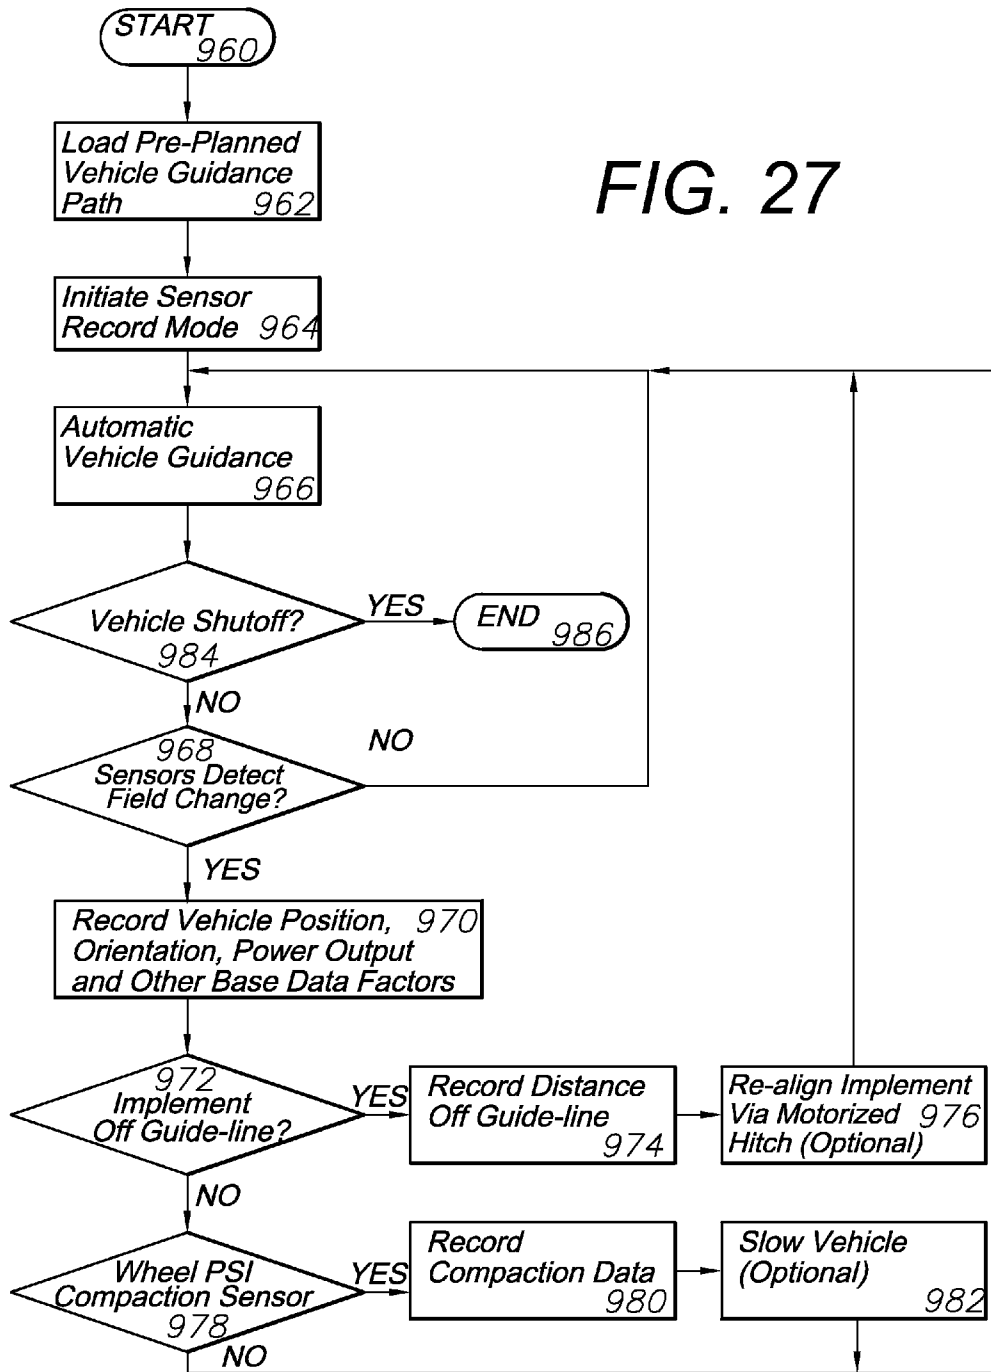 START
960
Load Pre-Planned
Vehicle Guidance
Path 962
FIG. 27
Initiate Sensor
Record Mode 964
Automatic
Vehicle Guidance
966
Vehicle Shutoff?
984
YES
END
986
NO
968
Sensors Detect
Field Change?
NO
YES
Record Vehicle Position, 970
Orientation, Power Output
and Other Base Data Factors
972
Implement
Off Guide-line?
YES
Record Distance
Off Guide-line
974
Re-align Implement
Via Motorized 976
Hitch (Optional)
NO
Wheel PSI
Compaction Sensor
978
YES
Record
Compaction Data
980
Slow Vehicle
(Optional)
982
NO